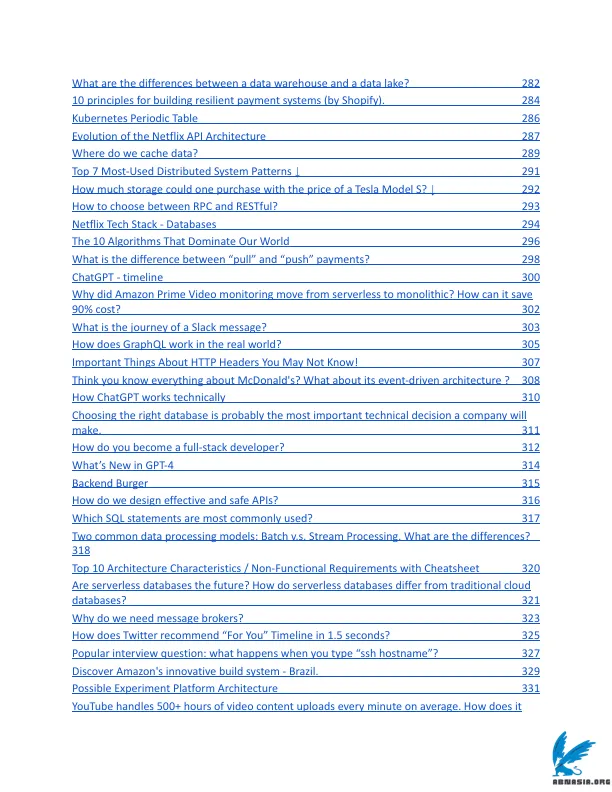 What are the differences between a data warehouse and a data lake? 282
10 principles for building resilient payment systems (by Shopify). 284
Kubernetes Periodic Table 286
Evolution of the Netflix API Architecture 287
Where do we cache data? 289
Top 7 Most-Used Distributed System Patterns ↓ 291
How much storage could one purchase with the price of a Tesla Model S? ↓ 292
How to choose between RPC and RESTful? 293
Netflix Tech Stack - Databases 294
The 10 Algorithms That Dominate Our World 296
What is the difference between “pull” and “push” payments? 298
ChatGPT - timeline 300
Why did Amazon Prime Video monitoring move from serverless to monolithic? How can it save
90% cost? 302
What is the journey of a Slack message? 303
How does GraphQL work in the real world? 305
Important Things About HTTP Headers You May Not Know! 307
Think you know everything about McDonald's? What about its event-driven architecture ? 308
How ChatGPT works technically 310
Choosing the right database is probably the most important technical decision a company will
make. 311
How do you become a full-stack developer? 312
What’s New in GPT-4 314
Backend Burger 315
How do we design effective and safe APIs? 316
Which SQL statements are most commonly used? 317
Two common data processing models: Batch v.s. Stream Processing. What are the differences?
318
Top 10 Architecture Characteristics / Non-Functional Requirements with Cheatsheet 320
Are serverless databases the future? How do serverless databases differ from traditional cloud
databases? 321
Why do we need message brokers? 323
How does Twitter recommend “For You” Timeline in 1.5 seconds? 325
Popular interview question: what happens when you type “ssh hostname”? 327
Discover Amazon's innovative build system - Brazil. 329
Possible Experiment Platform Architecture 331
YouTube handles 500+ hours of video content uploads every minute on average. How does it
ABNASIA.ORG